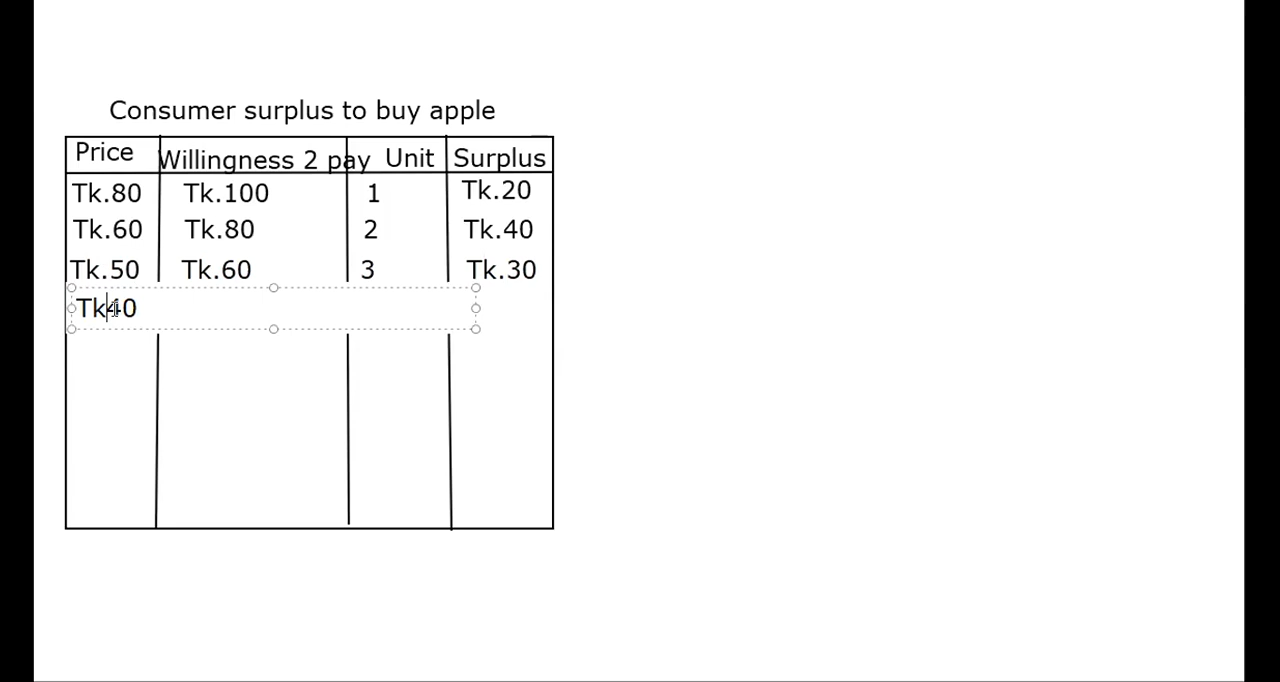 Consumer surplus to buy apple
Price Willingness 2 pay Unit Surplus
Tk.80 Tk.100 1 Tk.20
Tk.60 Tk.80 2 Tk.40
Tk.50 Tk.60 3 Tk.30
Tk40